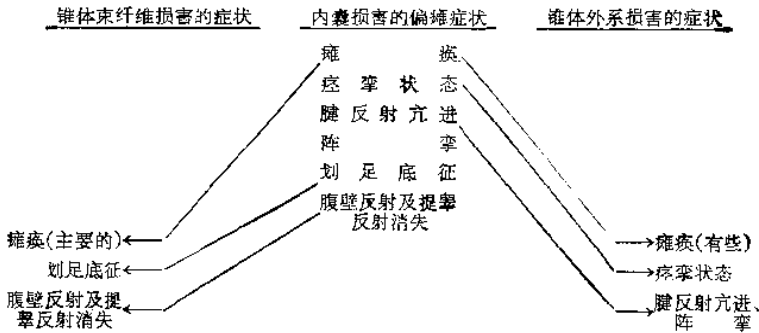 锥体束纤维损害的症状
内囊损害的偏瘫症状
锥体外系损害的症状
瘫痪
痉挛状态
腱反射亢进
阵挛
划足底征
腹壁反射及提睾
反射消失
瘫痪(主要的)
划足底征
腹壁反射及提
睾反射消失
瘫痪(有些)
痉挛状态
腱反射亢进、
阵挛